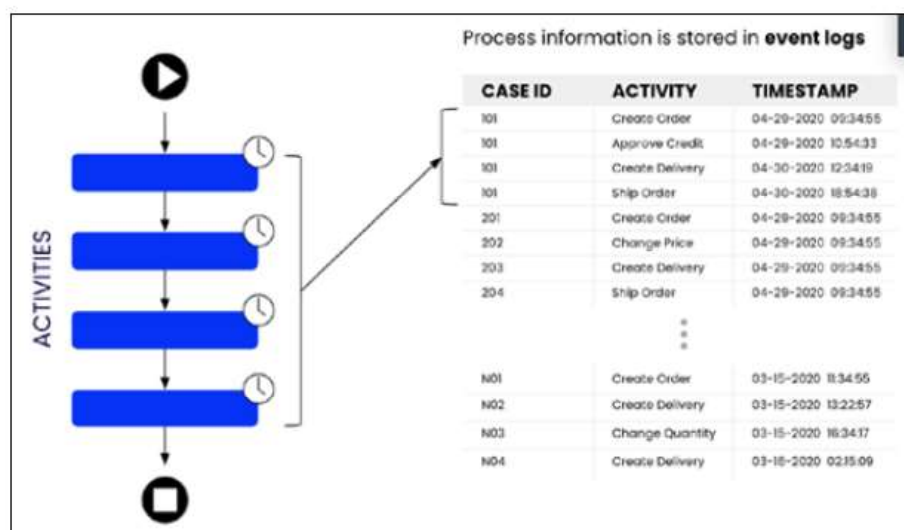 Process information is stored in event logs
CASE ID ACTIVITY TIMESTAMP
101 Create Order 04-29-2020 09:34:55
101 Approve Credit 04-29-2020 10:54:33
101 Create Delivery 04-30-2020 12:34:19
101 Ship Order 04-30-2020 18:54:38
201 Create Order 04-29-2020 09:34:55
202 Change Price 04-29-2020 09:34:55
203 Create Delivery 04-29-2020 09:34:55
204 Ship Order 04-29-2020 09:34:55
N01 Create Order 03-15-2020 11:34:55
N02 Create Delivery 03-15-2020 13:22:57
N03 Change Quantity 03-15-2020 16:34:17
N04 Create Delivery 03-16-2020 02:15:09
ACTIVITIES